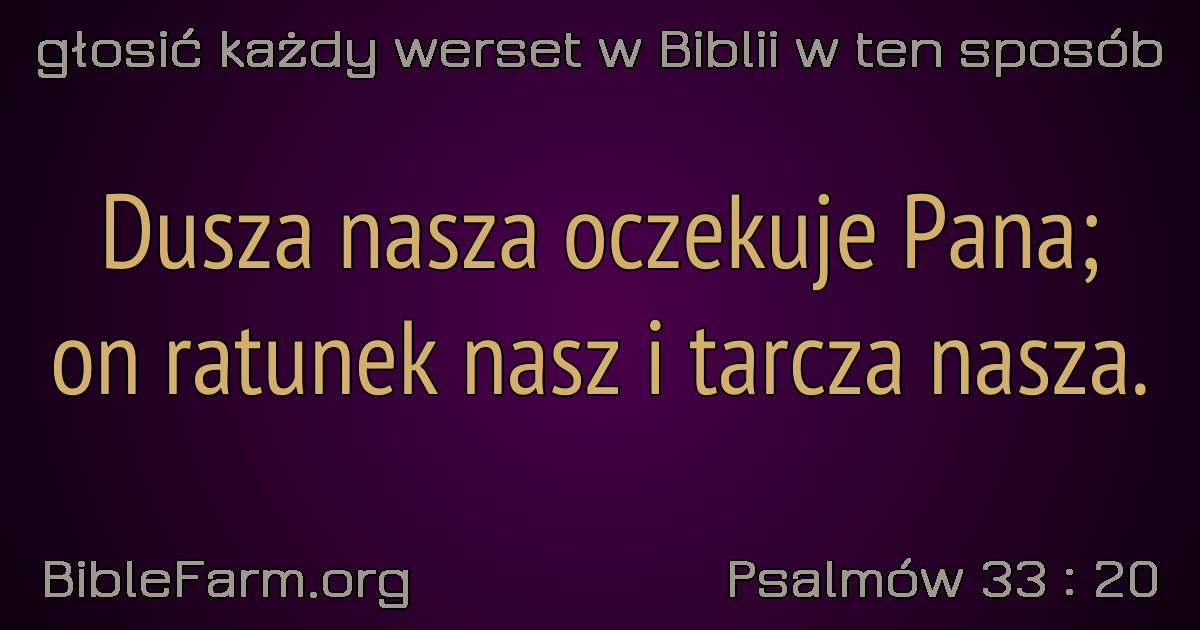 głosić każdy werset w Biblii w ten sposób
Dusza nasza oczekuje Pana;
on ratunek nasz i tarcza nasza.
BibleFarm.org
Psalmów 33 : 20